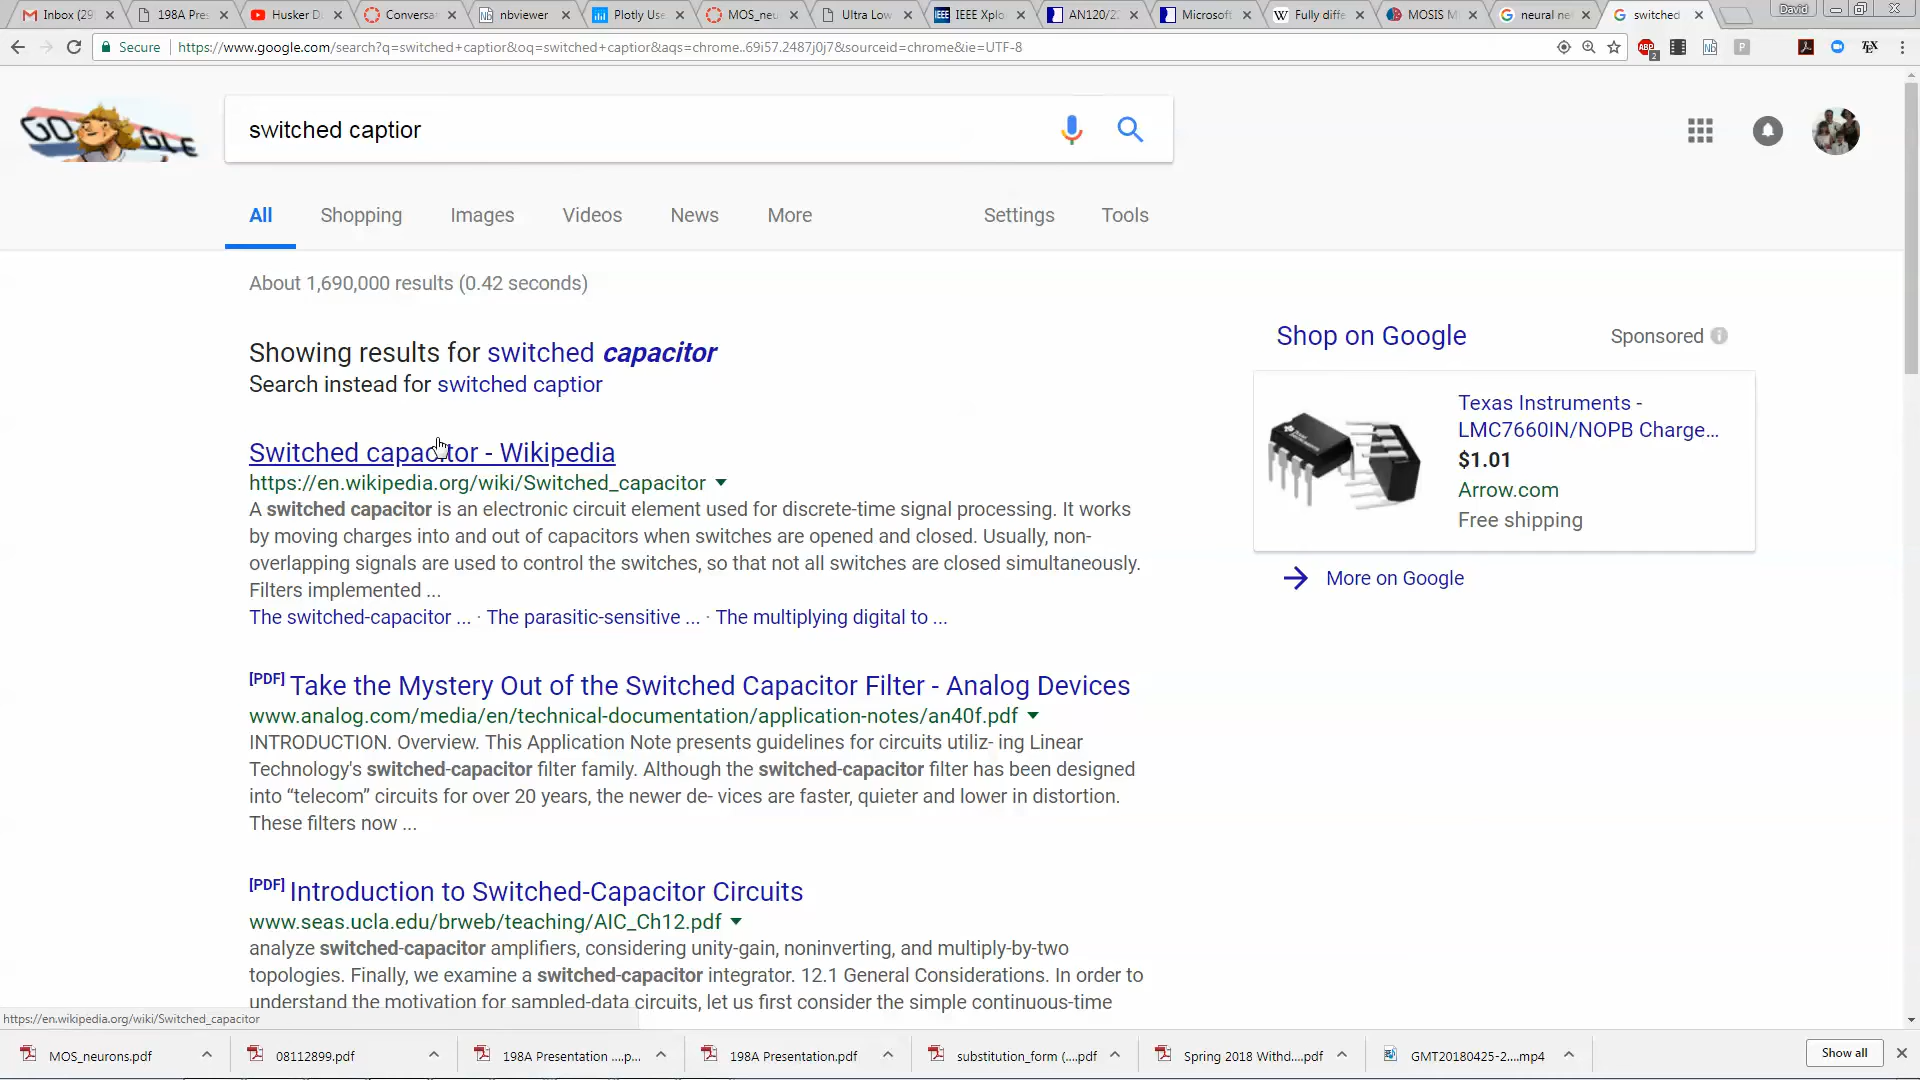 Inbox (29
198A Pre
Husker D
Conversa
nbviewer
Plotly Use
MOS_neu
Ultra Low
IEEE Xplo
AN120/2
Microsoft
Fully diffe
MOSIS M
neural ne
switched
David
Secure | https://www.google.com/search?q=switched+captior&oq=switched+captior&aqs=chrome..69i57.2487j0j7&sourceid=chrome&ie=UTF-8
GO GLE
switched captior
All Shopping Images Videos News More Settings Tools
About 1,690,000 results (0.42 seconds)
Showing results for switched capacitor
Search instead for switched captior
Switched capacitor - Wikipedia
https://en.wikipedia.org/wiki/Switched_capacitor
A switched capacitor is an electronic circuit element used for discrete-time signal processing. It works
by moving charges into and out of capacitors when switches are opened and closed. Usually, non-
overlapping signals are used to control the switches, so that not all switches are closed simultaneously.
Filters implemented ...
The switched-capacitor ... · The parasitic-sensitive ... · The multiplying digital to ...
[PDF] Take the Mystery Out of the Switched Capacitor Filter - Analog Devices
www.analog.com/media/en/technical-documentation/application-notes/an40f.pdf
INTRODUCTION. Overview. This Application Note presents guidelines for circuits utiliz- ing Linear
Technology's switched-capacitor filter family. Although the switched-capacitor filter has been designed
into “telecom” circuits for over 20 years, the newer de- vices are faster, quieter and lower in distortion.
These filters now ...
[PDF] Introduction to Switched-Capacitor Circuits
www.seas.ucla.edu/brweb/teaching/AIC_Ch12.pdf
analyze switched-capacitor amplifiers, considering unity-gain, noninverting, and multiply-by-two
topologies. Finally, we examine a switched-capacitor integrator. 12.1 General Considerations. In order to
understand the motivation for sampled-data circuits, let us first consider the simple continuous-time
Shop on Google Sponsored
Texas Instruments -
LMC7660IN/NOPB Charge...
$1.01
Arrow.com
Free shipping
More on Google
https://en.wikipedia.org/wiki/Switched_capacitor
MOS_neurons.pdf
08112899.pdf
198A Presentation ....p...
198A Presentation.pdf
substitution_form (....pdf
Spring 2018 Withd....pdf
GMT20180425-2....mp4
Show all